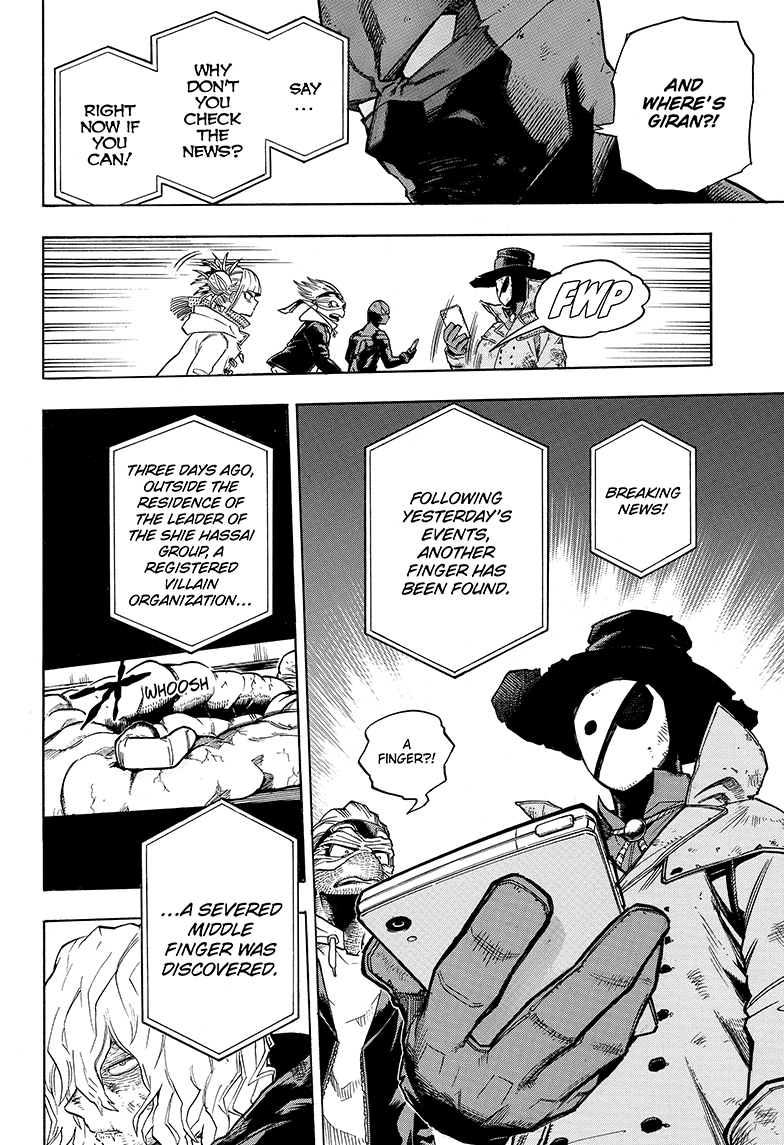 AND
WHERE'S
GIRAN?!
SAY
...
WHY
DON'T
YOU
CHECK
THE
NEWS?
RIGHT
NOW IF
YOU
CAN!
FWP
BREAKING
NEWS!
FOLLOWING
YESTERDAY'S
EVENTS,
ANOTHER
FINGER HAS
BEEN FOUND.
A
FINGER?!
THREE DAYS AGO,
OUTSIDE THE
RESIDENCE OF
THE LEADER OF
THE SHIE HASSAI
GROUP, A
REGISTERED
VILLAIN
ORGANIZATION...
WHOOSH
...A SEVERED
MIDDLE
FINGER WAS
DISCOVERED.